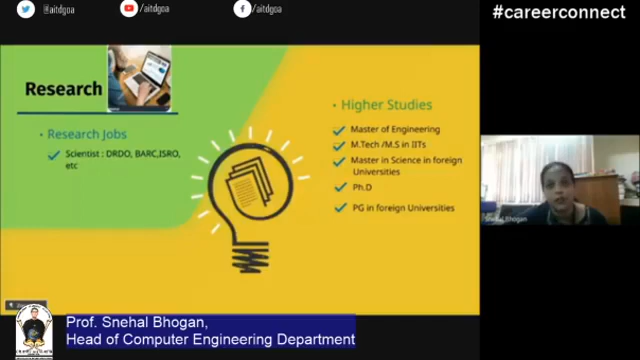 @aitdgoa
/aitdgoa
/aitdgoa
#careerconnect
Research
Research Jobs
Scientist : DRDO, BARC,ISRO,
etc
Higher Studies
Master of Engineering
M.Tech /M.S in IITs
Master in Science in foreign
Universities
Ph.D
PG in foreign Universities
Snehal Bhogan
Prof. Snehal Bhogan,
Head of Computer Engineering Department